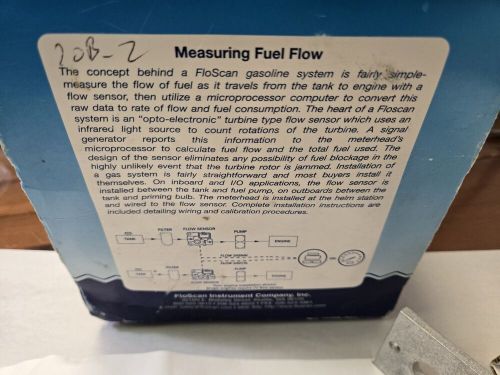 20B-2
Measuring Fuel Flow
The concept behind a FloScan gasoline system is fairly simple-
measure the flow of fuel as it travels from the tank to engine with a
flow sensor, then utilize a microprocessor computer to convert this
raw data to rate of flow and fuel consumption. The heart of a Floscan
system is an "opto-electronic" turbine type flow sensor which uses an
infrared light source to count rotations of the turbine. A signal
generator reports this information to the meterhead's
microprocessor to calculate fuel flow and the total fuel used. The
design of the sensor eliminates any possibility of fuel blockage in the
highly unlikely event that the turbine rotor is jammed. Installation of
a gas system is fairly straightforward and most buyers install it
themselves. On inboard and I/O applications, the flow sensor is
installed between the tank and fuel pump, on outboards between the
tank and priming bulb. The meterhead is installed at the helm station
and wired to the flow sensor. Complete installation instructions are
included detailing wiring and calibration procedures.
TANK FILTER FLOW SENSOR PUMP ENGINE
FLOW SIGNAL
TANK FILTER FLOW SENSOR PUMP ENGINE
FloScan Instrument Company, Inc.